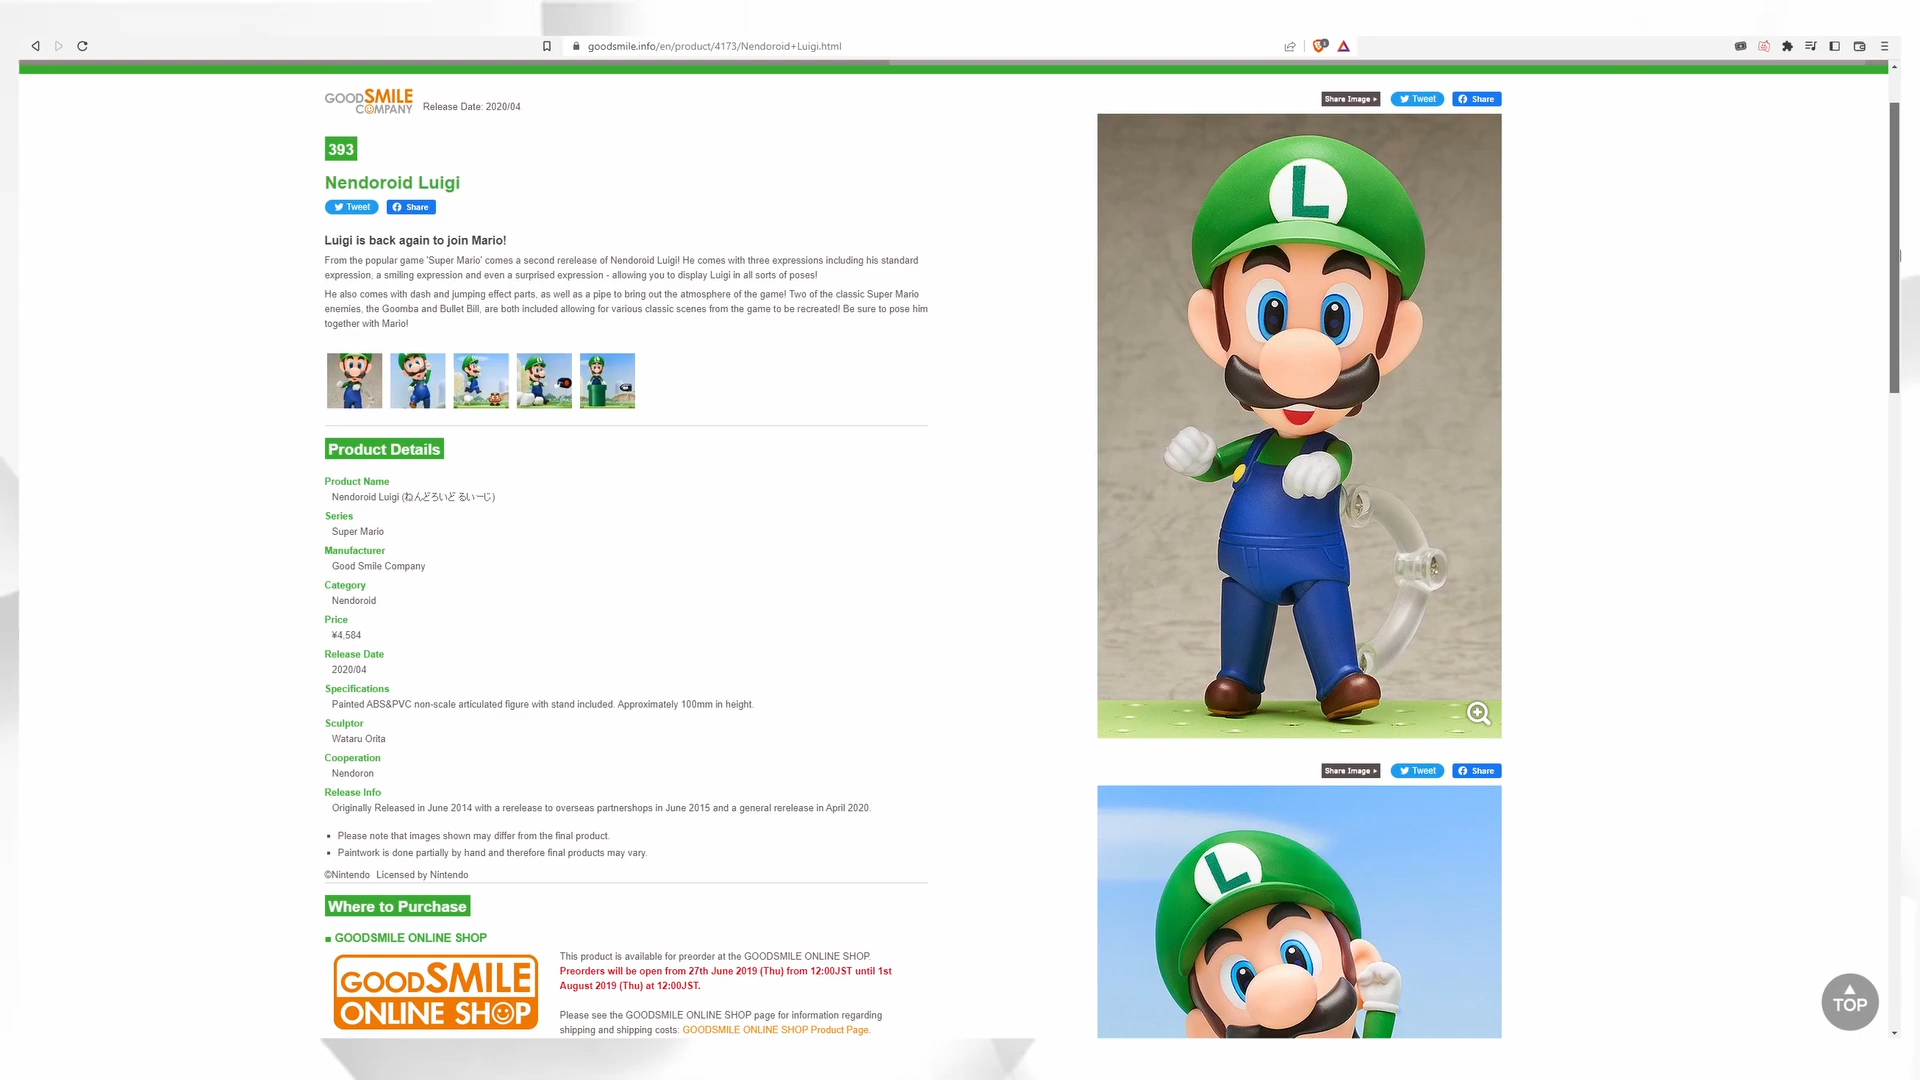 goodsmile.info/en/product/4173/Nendoroid+Luigi.html
GOODSMILE COMPANY Release Date: 2020/04
393
Nendoroid Luigi
Tweet Share
Luigi is back again to join Mario!
From the popular game 'Super Mario' comes a second rerelease of Nendoroid Luigi! He comes with three expressions including his standard
expression, a smiling expression and even a surprised expression - allowing you to display Luigi in all sorts of poses!
He also comes with dash and jumping effect parts, as well as a pipe to bring out the atmosphere of the game! Two of the classic Super Mario
enemies, the Goomba and Bullet Bill, are both included allowing for various classic scenes from the game to be recreated! Be sure to pose him
together with Mario!
Product Details
Product Name
Nendoroid Luigi (ねんどろいど るいーじ)
Series
Super Mario
Manufacturer
Good Smile Company
Category
Nendoroid
Price
¥4,584
Release Date
2020/04
Specifications
Painted ABS&PVC non-scale articulated figure with stand included. Approximately 100mm in height.
Sculptor
Wataru Orita
Cooperation
Nendoron
Release Info
Originally Released in June 2014 with a rerelease to overseas partnershops in June 2015 and a general rerelease in April 2020.
Please note that images shown may differ from the final product.
Paintwork is done partially by hand and therefore final products may vary.
©Nintendo Licensed by Nintendo
Where to Purchase
GOODSMILE ONLINE SHOP
GOODSMILE
ONLINE SHOP
This product is available for preorder at the GOODSMILE ONLINE SHOP.
Preorders will be open from 27th June 2019 (Thu) from 12:00JST until 1st
August 2019 (Thu) at 12:00JST.
Please see the GOODSMILE ONLINE SHOP page for information regarding
shipping and shipping costs: GOODSMILE ONLINE SHOP Product Page.
Share Image Tweet Share
L
Share Image Tweet Share
L
TOP